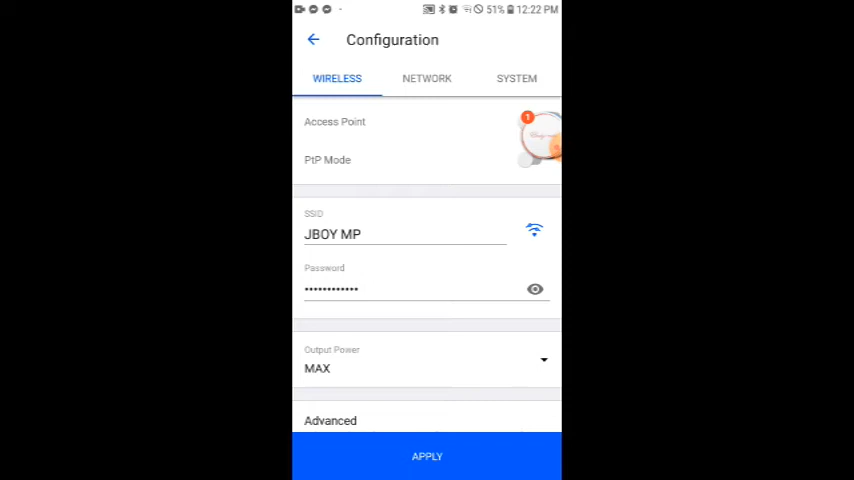 51% 12:22 PM
Configuration
WIRELESS NETWORK SYSTEM
Access Point
1
PtP Mode
SSID
JBOY MP
Password
••••••••••••
Output Power
MAX
Advanced
APPLY